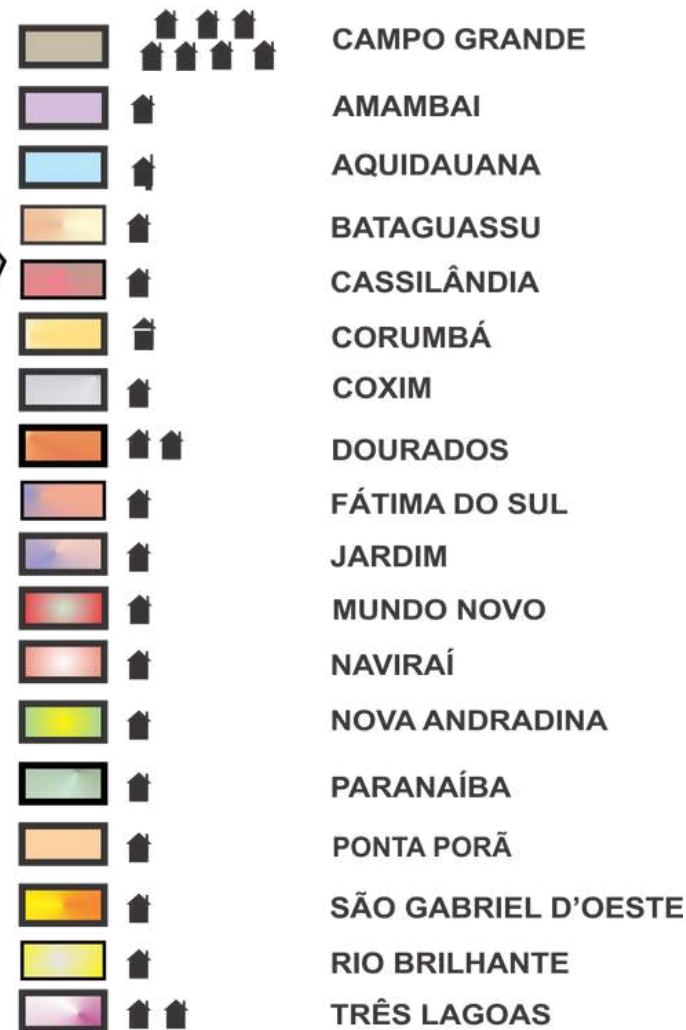 CAMPO GRANDE
AMAMBAI
AQUIDAUANA
BATAGUASSU
CASSILÂNDIA
CORUMBÁ
COXIM
DOURADOS
FÁTIMA DO SUL
JARDIM
MUNDO NOVO
NAVIRAÍ
NOVA ANDRADINA
PARANAÍBA
PONTA PORÃ
SÃO GABRIEL D'OESTE
RIO BRILHANTE
TRÊS LAGOAS